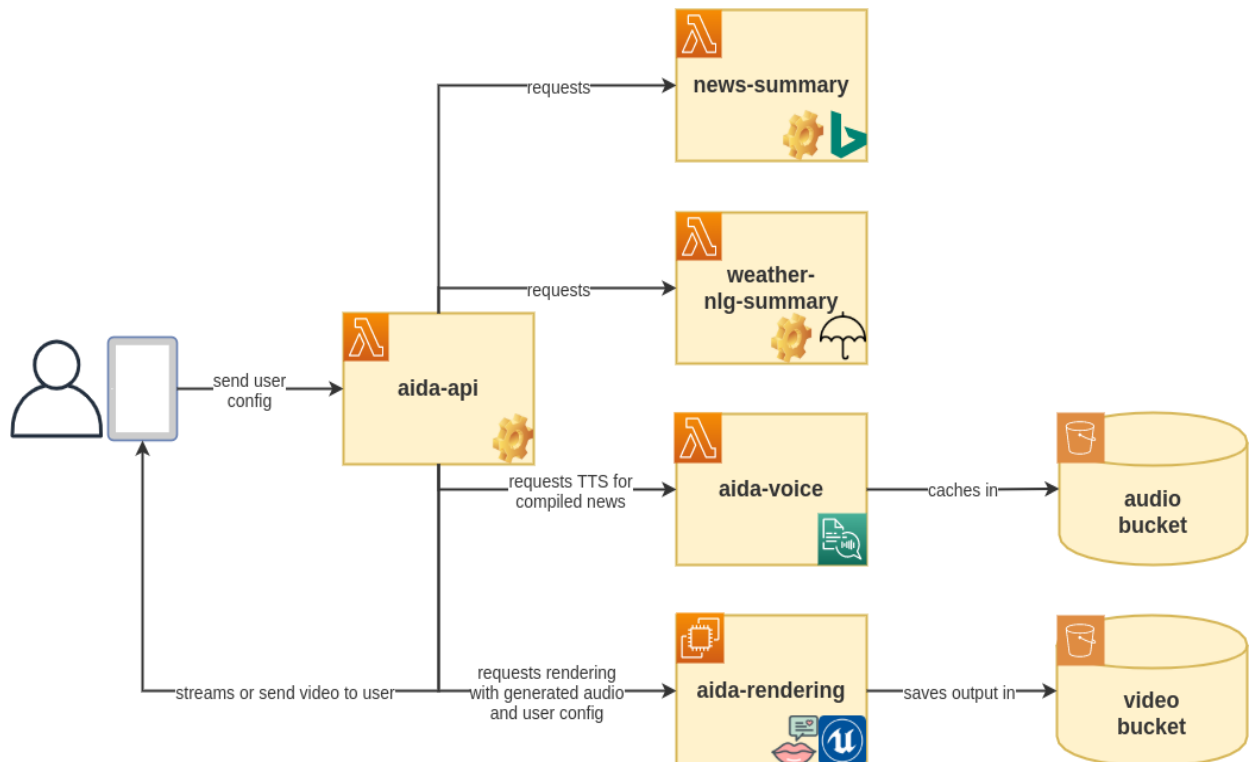 requests
news-summary
requests
weather-
nlg-summary
send user
config
aida-api
requests TTS for
compiled news
aida-voice
caches in
audio
bucket
streams or send video to user
requests rendering
with generated audio
and user config
aida-rendering
saves output in
video
bucket